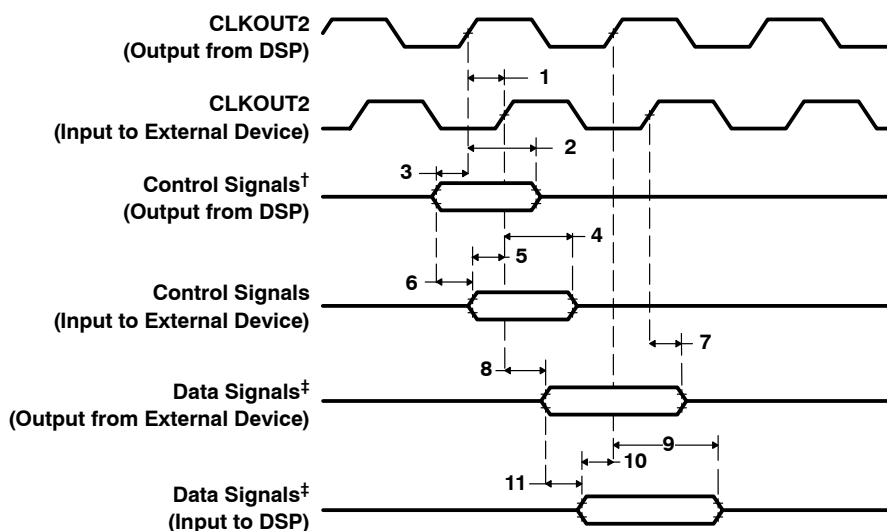 CLKOUT2
(Output from DSP)
1
CLKOUT2
(Input to External Device)
2
3
Control Signals†
(Output from DSP)
4
5
6
Control Signals
(Input to External Device)
7
8
Data Signals‡
(Output from External Device)
9
10
11
Data Signals‡
(Input to DSP)